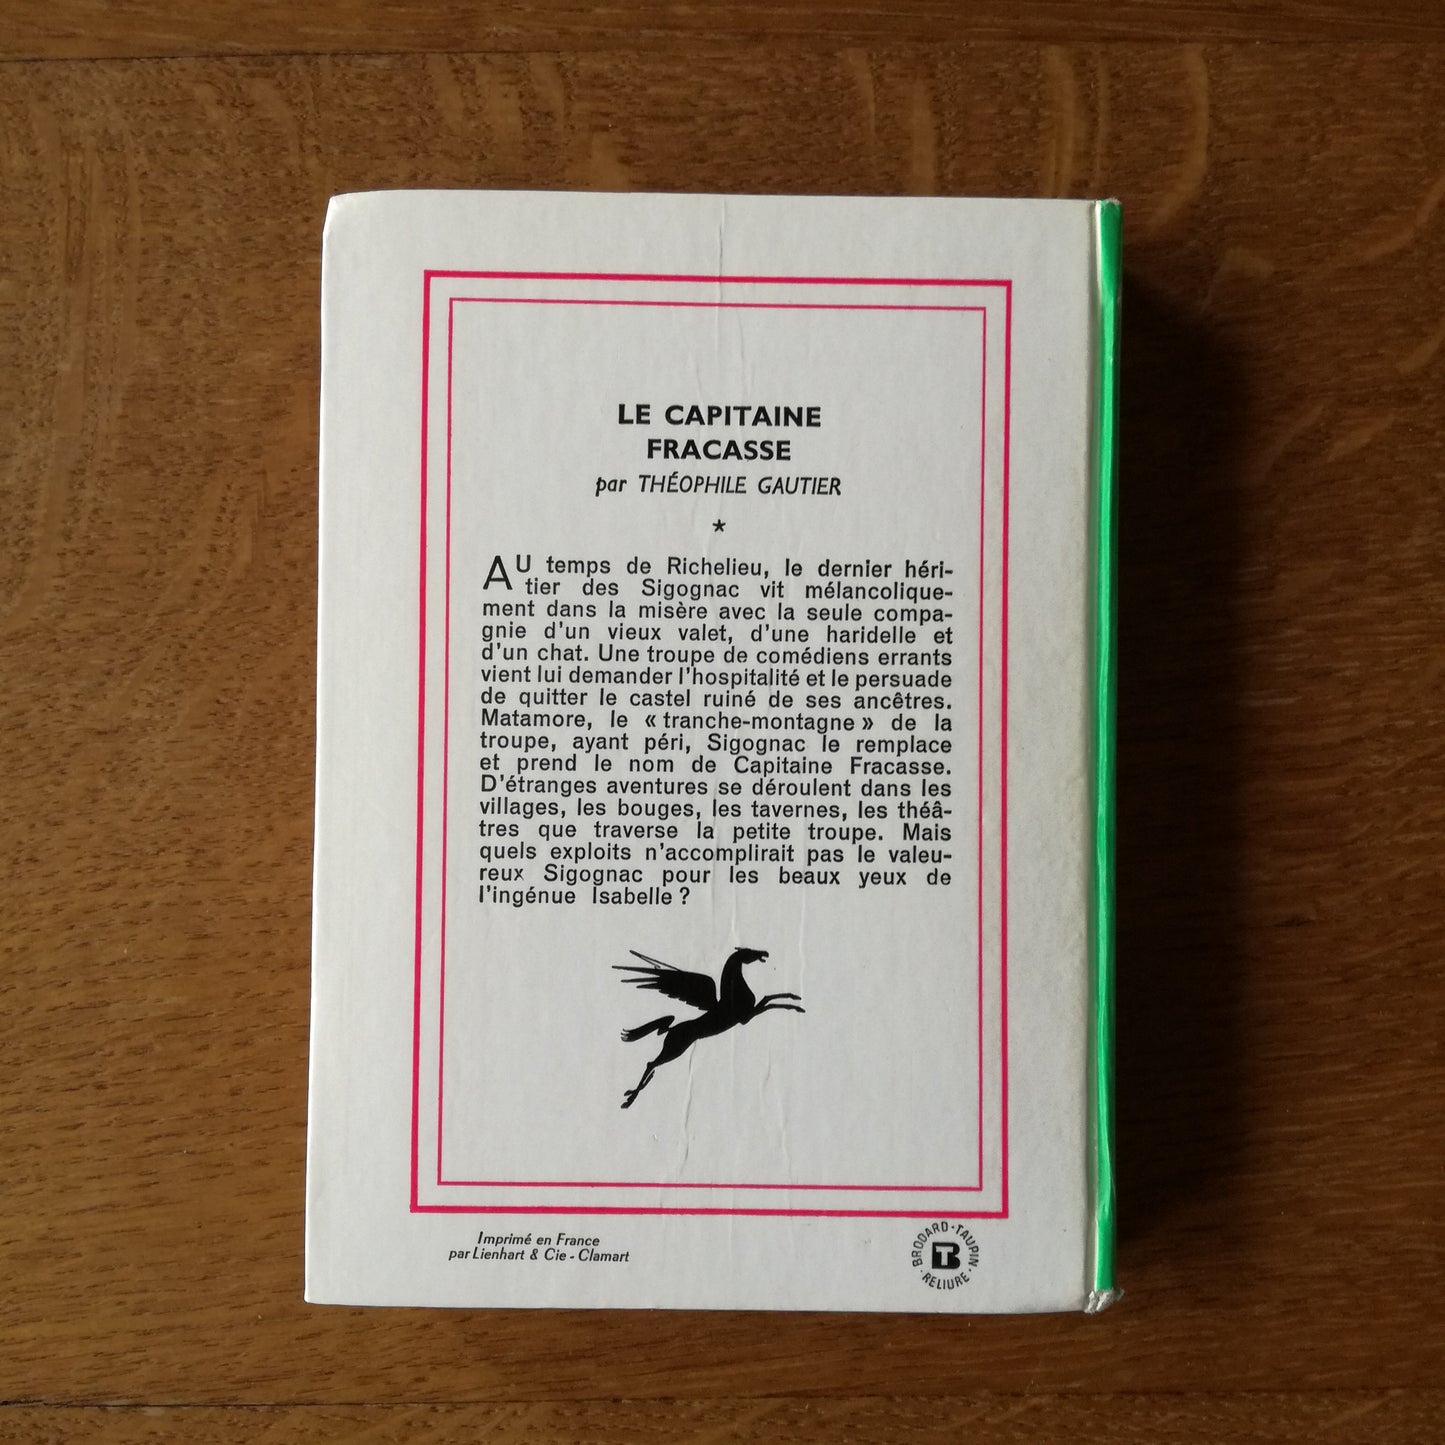 LE CAPITAINE
FRACASSE
par THÉOPHILE GAUTIER
*
AU temps de Richelieu, le dernier héri-
tier des Sigognac vit mélancolique-
ment dans la misère avec la seule compa-
gnie d'un vieux valet, d'une haridelle et
d'un chat. Une troupe de comédiens errants
vient lui demander l'hospitalité et le persuade
de quitter le castel ruiné de ses ancêtres.
Matamore, le « tranche-montagne » de la
troupe, ayant péri, Sigognac le remplace
et prend le nom de Capitaine Fracasse.
D'étranges aventures se déroulent dans les
villages, les bouges, les tavernes, les théâ-
tres que traverse la petite troupe. Mais
quels exploits n'accomplirait pas le valeu-
reux Sigognac pour les beaux yeux de
l'ingénue Isabelle ?
Imprimé en France
par Lienhart & Cie - Clamart
BRODARD · TAUPIN
BT
· RELIURE ·